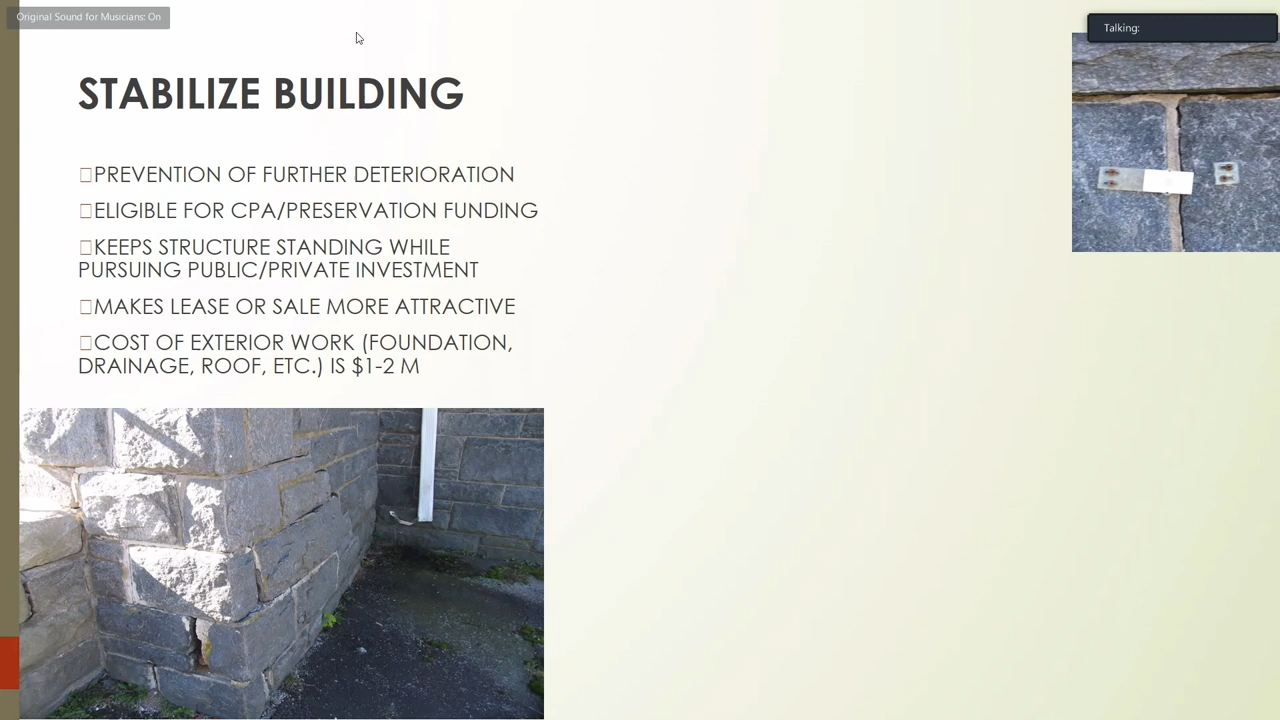 Original Sound for Musicians: On
Talking:
STABILIZE BUILDING
□PREVENTION OF FURTHER DETERIORATION
□ELIGIBLE FOR CPA/PRESERVATION FUNDING
□KEEPS STRUCTURE STANDING WHILE
PURSUING PUBLIC/PRIVATE INVESTMENT
□MAKES LEASE OR SALE MORE ATTRACTIVE
□COST OF EXTERIOR WORK (FOUNDATION,
DRAINAGE, ROOF, ETC.) IS $1-2 M